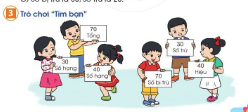 3 Trò chơi "Tìm bạn"
70
Tổng
30
Số hạng
40
Số hạng
70
Số bị trừ
30
Số trừ
40
Hiệu